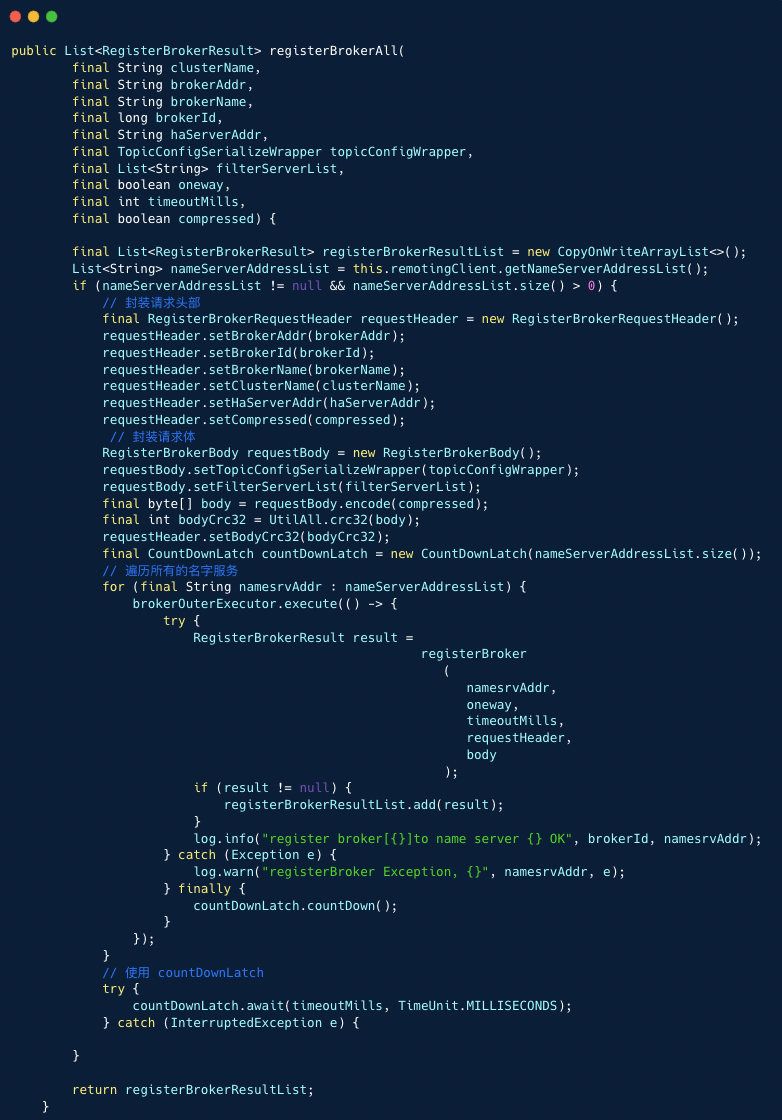 public List<RegisterBrokerResult> registerBrokerAll(
        final String clusterName,
        final String brokerAddr,
        final String brokerName,
        final long brokerId,
        final String haServerAddr,
        final TopicConfigSerializeWrapper topicConfigWrapper,
        final List<String> filterServerList,
        final boolean oneway,
        final int timeoutMills,
        final boolean compressed) {

        final List<RegisterBrokerResult> registerBrokerResultList = new CopyOnWriteArrayList<>();
        List<String> nameServerAddressList = this.remotingClient.getNameServerAddressList();
        if (nameServerAddressList != null && nameServerAddressList.size() > 0) {
            // 封装请求头部
            final RegisterBrokerRequestHeader requestHeader = new RegisterBrokerRequestHeader();
            requestHeader.setBrokerAddr(brokerAddr);
            requestHeader.setBrokerId(brokerId);
            requestHeader.setBrokerName(brokerName);
            requestHeader.setClusterName(clusterName);
            requestHeader.setHaServerAddr(haServerAddr);
            requestHeader.setCompressed(compressed);
             // 封装请求体
            RegisterBrokerBody requestBody = new RegisterBrokerBody();
            requestBody.setTopicConfigSerializeWrapper(topicConfigWrapper);
            requestBody.setFilterServerList(filterServerList);
            final byte[] body = requestBody.encode(compressed);
            final int bodyCrc32 = UtilAll.crc32(body);
            requestHeader.setBodyCrc32(bodyCrc32);
            final CountDownLatch countDownLatch = new CountDownLatch(nameServerAddressList.size());
            // 遍历所有的名字服务
            for (final String namesrvAddr : nameServerAddressList) {
                brokerOuterExecutor.execute(() -> {
                    try {
                        RegisterBrokerResult result =
                                                      registerBroker
                                                         (
                                                            namesrvAddr,
                                                            oneway,
                                                            timeoutMills,
                                                            requestHeader,
                                                            body
                                                         );
                        if (result != null) {
                            registerBrokerResultList.add(result);
                        }
                        log.info("register broker[{}]to name server {} OK", brokerId, namesrvAddr);
                    } catch (Exception e) {
                        log.warn("registerBroker Exception, {}", namesrvAddr, e);
                    } finally {
                        countDownLatch.countDown();
                    }
                });
            }
            // 使用 countDownLatch
            try {
                countDownLatch.await(timeoutMills, TimeUnit.MILLISECONDS);
            } catch (InterruptedException e) {

        }

        return registerBrokerResultList;
    }